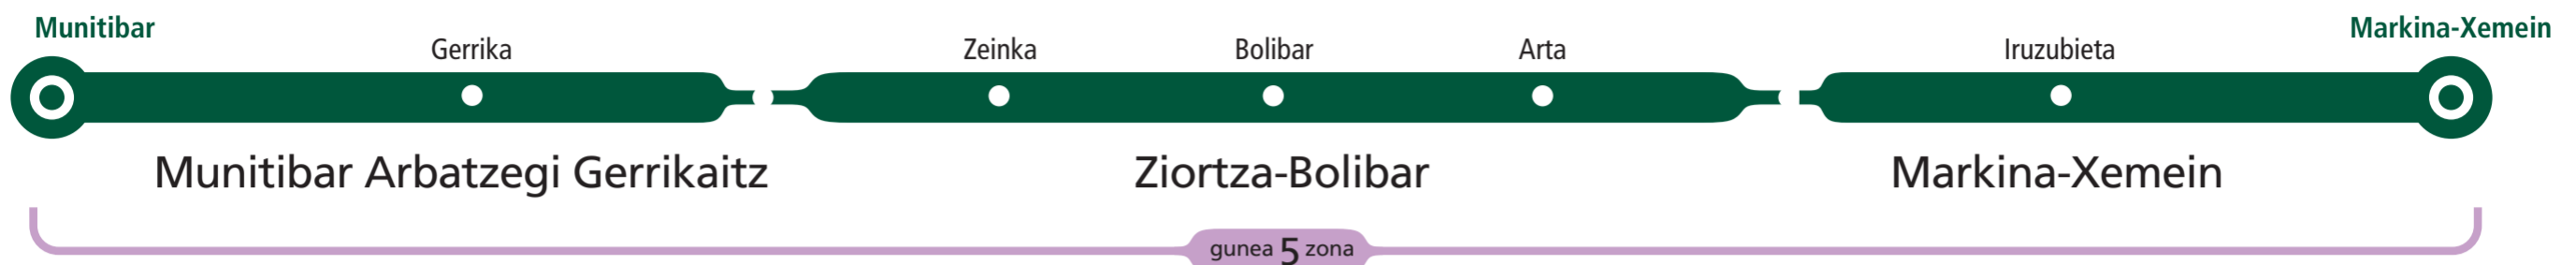 Munitibar
Markina-Xemein
Gerrika
Zeinka
Bolibar
Arta
Iruzubieta
Munitibar Arbatzegi Gerrikaitz
Ziortza-Bolibar
Markina-Xemein
gunea 5 zona